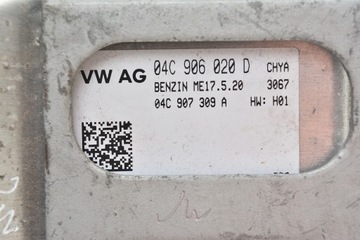 VW AG 04C 906 020 D CHYA
BENZIN ME17.5.20 3067
04C 907 309 A HW: H01